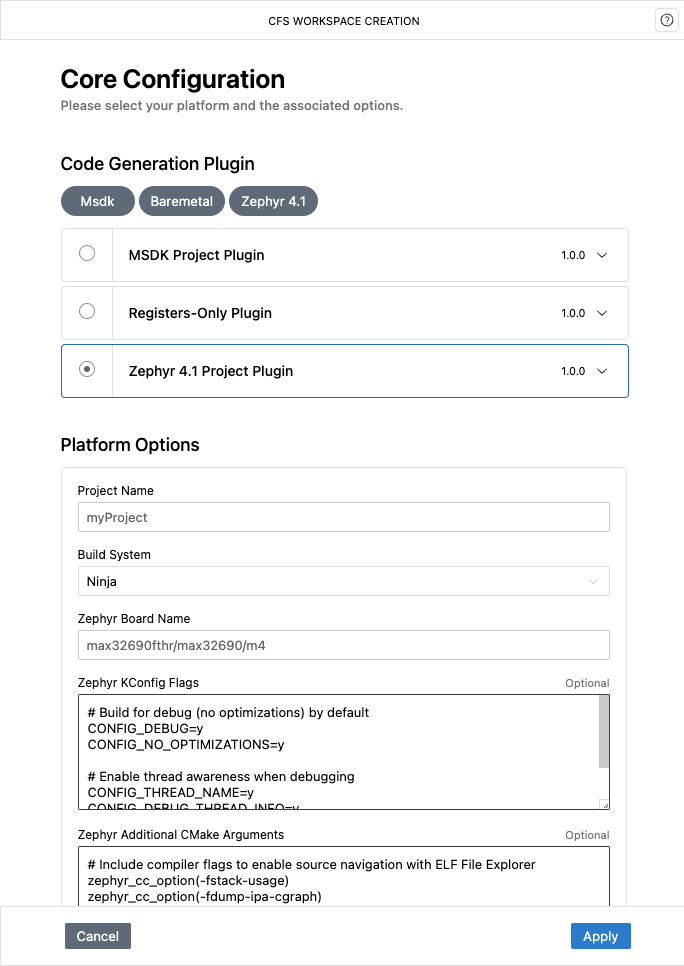 CFS WORKSPACE CREATION
Core Configuration
Please select your platform and the associated options.
Code Generation Plugin
Msdk Baremetal Zephyr 4.1
MSDK Project Plugin 1.0.0
Registers-Only Plugin 1.0.0
Zephyr 4.1 Project Plugin 1.0.0
Platform Options
Project Name
myProject
Build System
Ninja
Zephyr Board Name
max32690fthr/max32690/m4
Zephyr KConfig Flags Optional
# Build for debug (no optimizations) by default
CONFIG_DEBUG=y
CONFIG_NO_OPTIMIZATIONS=y
# Enable thread awareness when debugging
CONFIG_THREAD_NAME=y
CONFIG_DEBUG_THREAD_INFO=y
Zephyr Additional CMake Arguments Optional
# Include compiler flags to enable source navigation with ELF File Explorer
zephyr_cc_option(-fstack-usage)
zephyr_cc_option(-fdump-ipa-cgraph)
Cancel Apply